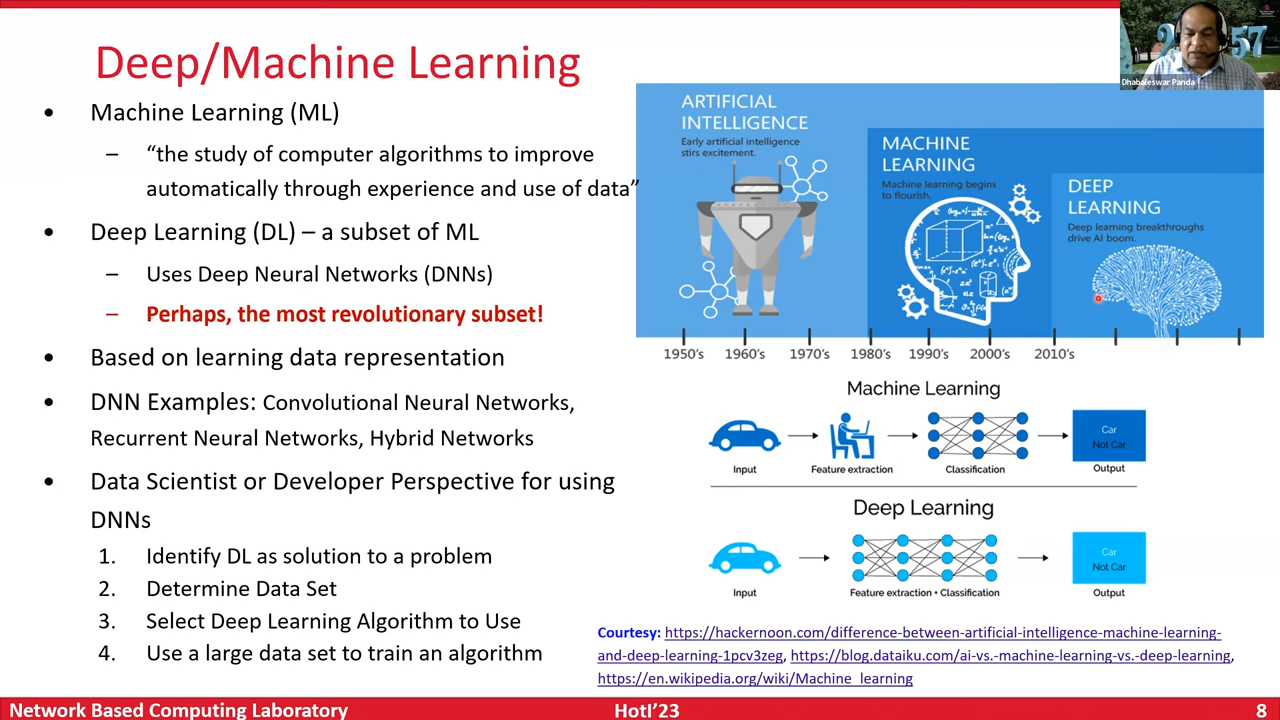 Deep/Machine Learning
• Machine Learning (ML)
– “the study of computer algorithms to improve
automatically through experience and use of data”
• Deep Learning (DL) – a subset of ML
– Uses Deep Neural Networks (DNNs)
– Perhaps, the most revolutionary subset!
• Based on learning data representation
• DNN Examples: Convolutional Neural Networks,
Recurrent Neural Networks, Hybrid Networks
• Data Scientist or Developer Perspective for using
DNNs
1. Identify DL as solution to a problem
2. Determine Data Set
3. Select Deep Learning Algorithm to Use
4. Use a large data set to train an algorithm
57
Dhabaleswar Panda
ARTIFICIAL
INTELLIGENCE
Early artificial intelligence
stirs excitement.
MACHINE
LEARNING
Machine learning begins
to flourish.
DEEP
LEARNING
Deep learning breakthroughs
drive AI boom.
1950's 1960's 1970's 1980's 1990's 2000's 2010's
Machine Learning
Car
Not Car
Input Feature extraction Classification Output
Deep Learning
Car
Not Car
Input Feature extraction + Classification Output
Courtesy: https://hackernoon.com/difference-between-artificial-intelligence-machine-learning-
and-deep-learning-1pcv3zeg, https://blog.dataiku.com/ai-vs.-machine-learning-vs.-deep-learning,
https://en.wikipedia.org/wiki/Machine_learning
Network Based Computing Laboratory HotI’23 8